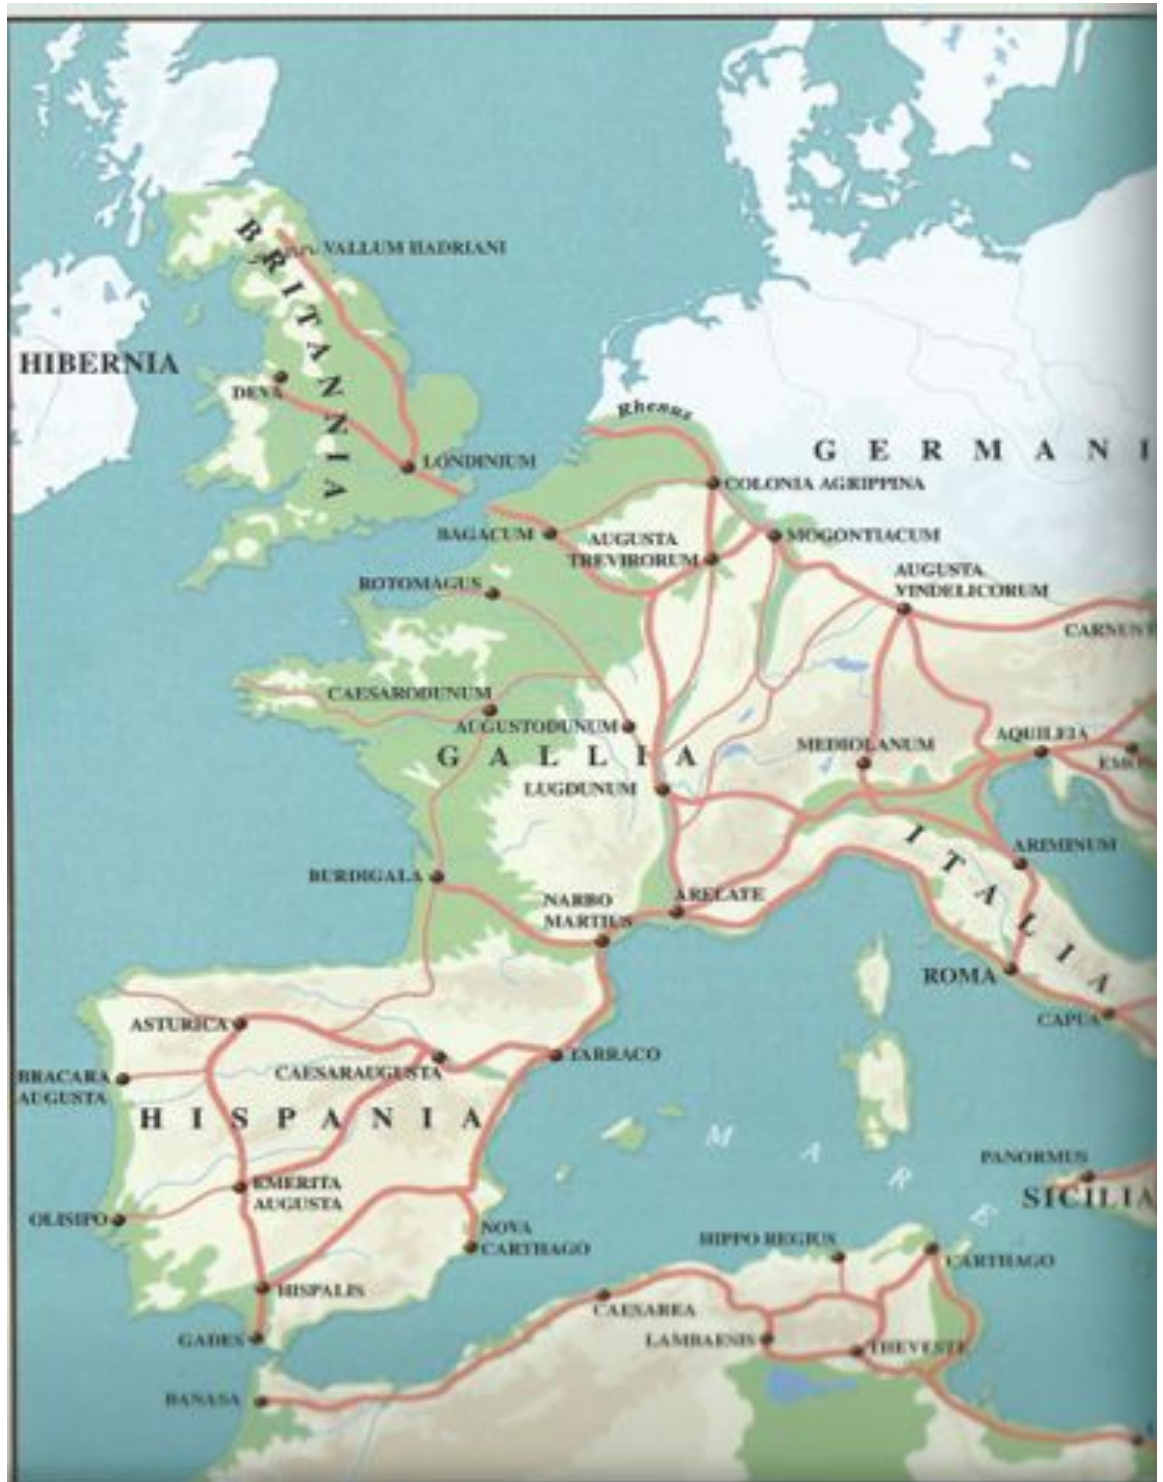 BRITANNIA
VALLUM HADRIANI
HIBERNIA
DEVA
Rhenus
LONDINIUM
GERMANI
COLONIA AGRIPPINA
BAGACUM
AUGUSTA
TREVIRORUM
MOGONTIACUM
ROTOMAGUS
AUGUSTA
VINDELICORUM
CARNUNT
CAESARODUNUM
AUGUSTODUNUM
GALLIA
MEDIOLANUM
AQUILEIA
LUGDUNUM
ITALIA
ARIMINUM
BURDIGALA
NARBO
MARTIUS
ARELATE
ROMA
CAPUA
ASTURICA
CAESARAUGUSTA
TARRACO
BRACARA
AUGUSTA
HISPANIA
MARE
PANORMUS
SICILIA
EMERITA
AUGUSTA
OLISIPO
NOVA
CARTHAGO
HIPPO REGIUS
CARTHAGO
HISPALIS
CAESAREA
GADES
LAMBAESIS
THEVESTE
BANASA